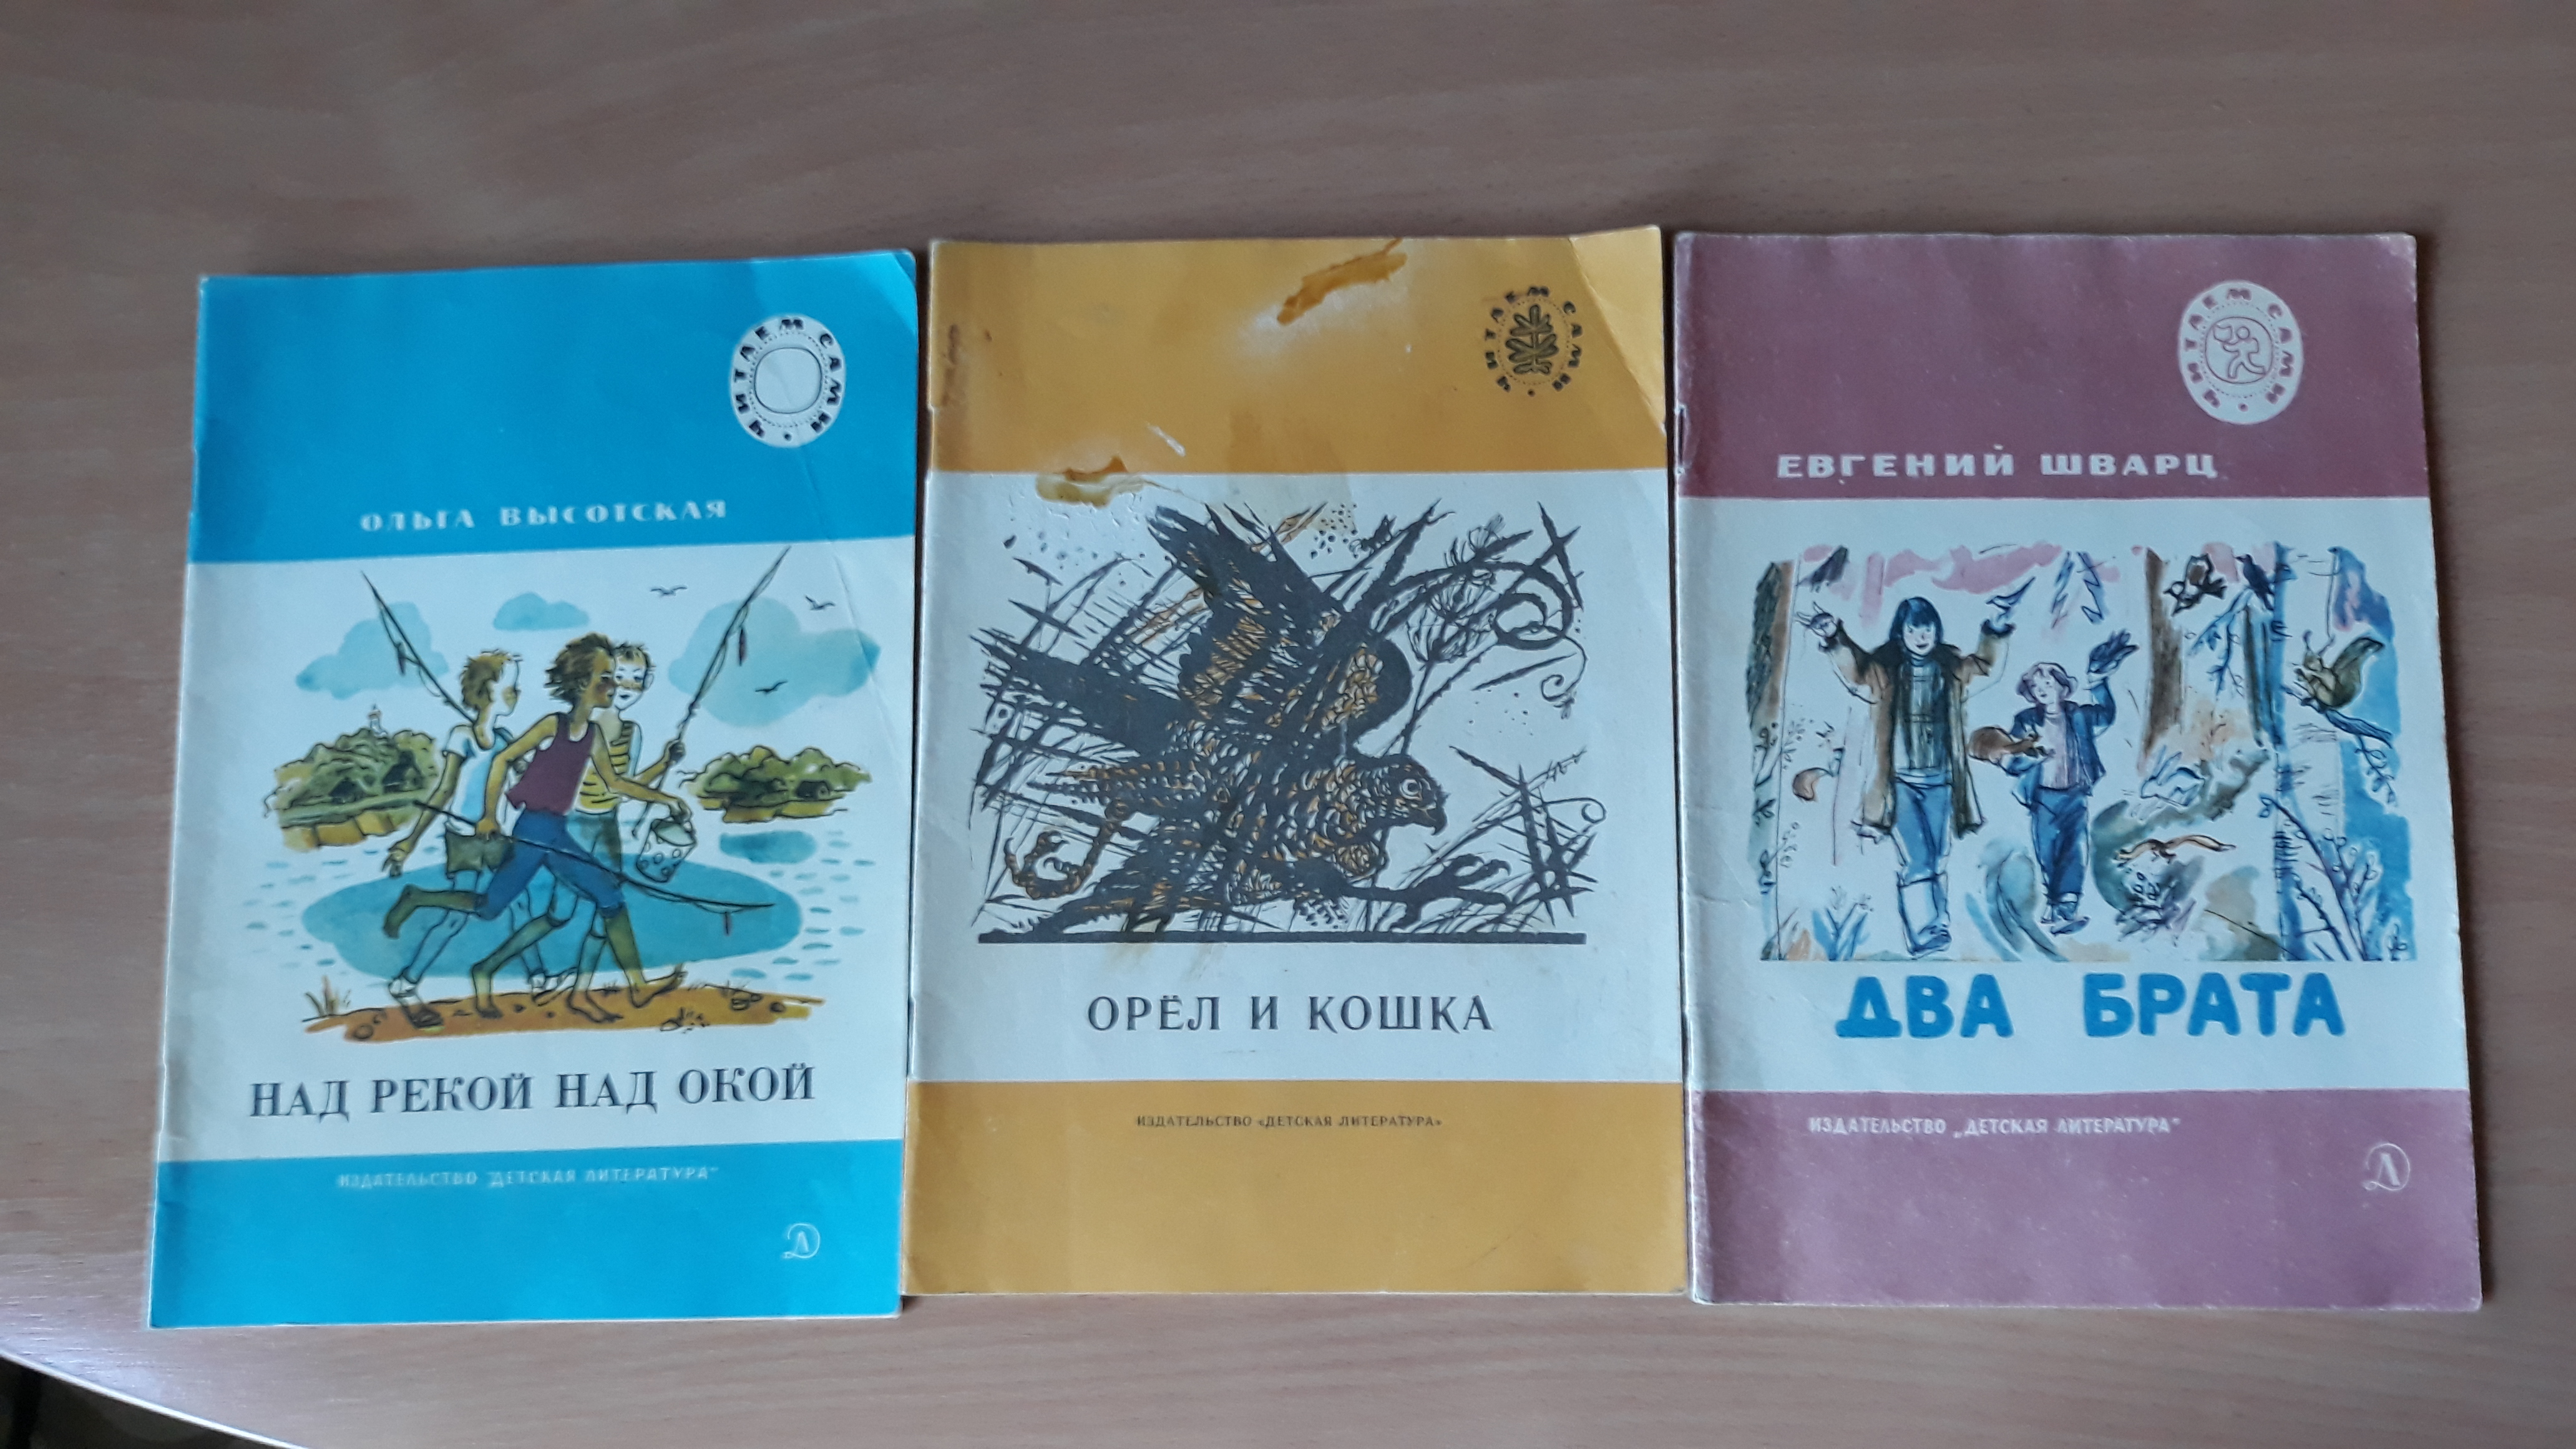 ЧИТАЕМ САМИ
ОЛЬГА ВЫСОТСКАЯ
НАД РЕКОЙ НАД ОКОЙ
ИЗДАТЕЛЬСТВО "ДЕТСКАЯ ЛИТЕРАТУРА"
ЧИТАЕМ САМИ
ОРЁЛ И КОШКА
ИЗДАТЕЛЬСТВО «ДЕТСКАЯ ЛИТЕРАТУРА»
ЧИТАЕМ САМИ
ЕВГЕНИЙ ШВАРЦ
ДВА БРАТА
ИЗДАТЕЛЬСТВО „ДЕТСКАЯ ЛИТЕРАТУРА"